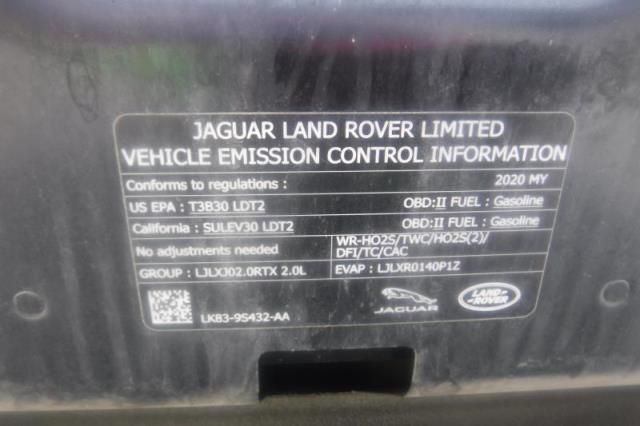 JAGUAR LAND ROVER LIMITED
VEHICLE EMISSION CONTROL INFORMATION
Conforms to regulations : 2020 MY
US EPA : T3B30 LDT2 OBD:II FUEL : Gasoline
California : SULEV30 LDT2 OBD:II FUEL : Gasoline
No adjustments needed WR-HO2S/TWC/HO2S(2)/
DFI/TC/CAC
GROUP : LJLXJ02.0RTX 2.0L EVAP : LJLXR0140P1Z
LK83-9S432-AA JAGUAR LAND ROVER